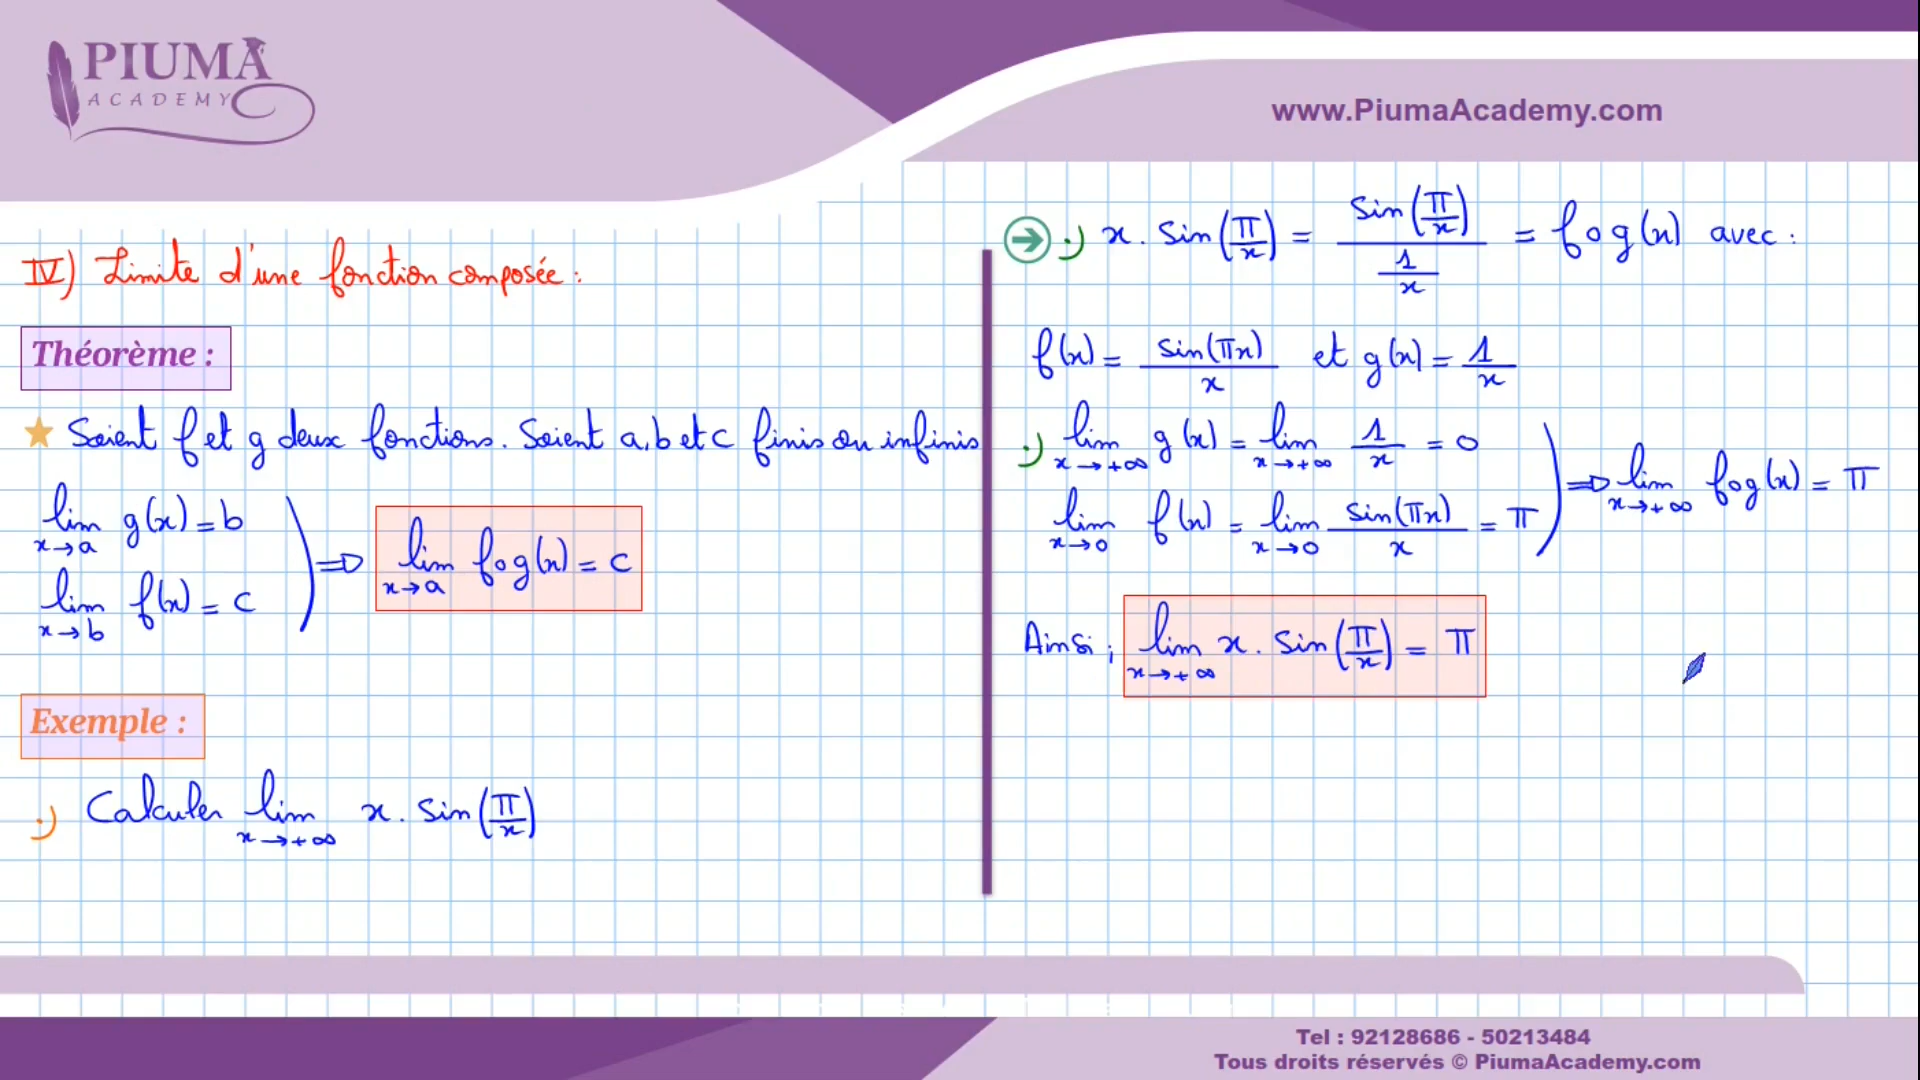 PIUMA
ACADEMY
www.PiumaAcademy.com
IV) Limite d'une fonction composée :
Théorème :
Soient f et g deux fonctions. Soient a, b et c finis ou infinis
lim g(x) = b
x→a
lim f(x) = c
x→b
⇒ lim fog(x) = c
x→a
Exemple :
.) Calculer lim x. sin(π/x)
x→+∞
.) x. sin(π/x) = sin(π/x) / (1/x) = fog(x) avec :
f(x) = sin(πx)/x et g(x) = 1/x
.) lim g(x) = lim 1/x = 0
x→+∞ x→+∞
lim f(x) = lim sin(πx)/x = π
x→0 x→0
⇒ lim fog(x) = π
x→+∞
Ainsi ; lim x. sin(π/x) = π
x→+∞
Tel : 92128686 - 50213484
Tous droits réservés © PiumaAcademy.com